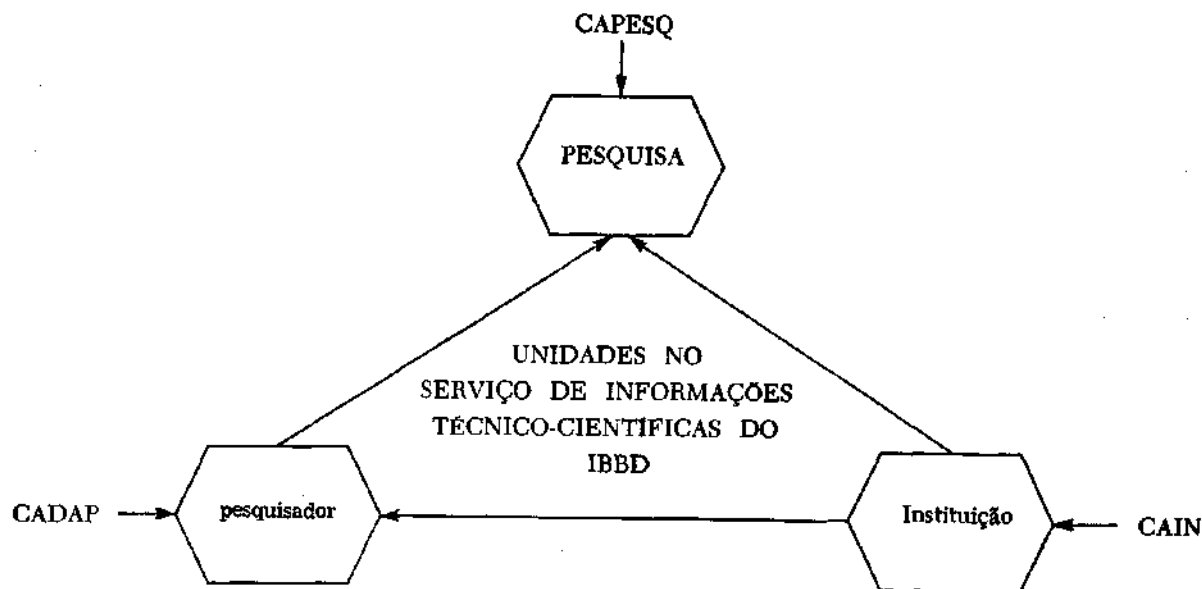 CAPESQ
PESQUISA
UNIDADES NO
SERVIÇO DE INFORMAÇÕES
TÉCNICO-CIENTÍFICAS DO
IBBD
CADAP
pesquisador
Instituição
CAIN